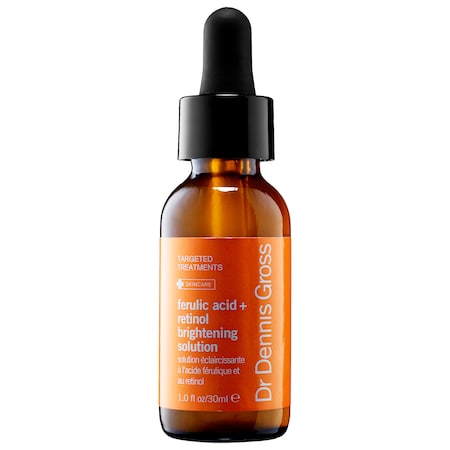 TARGETED
TREATMENTS
SKINCARE
ferulic acid +
retinol
brightening
solution
solution éclaircissante
à l'acide férulique et
au retinol
1.0 fl oz/30ml ℮
Dr Dennis Gross